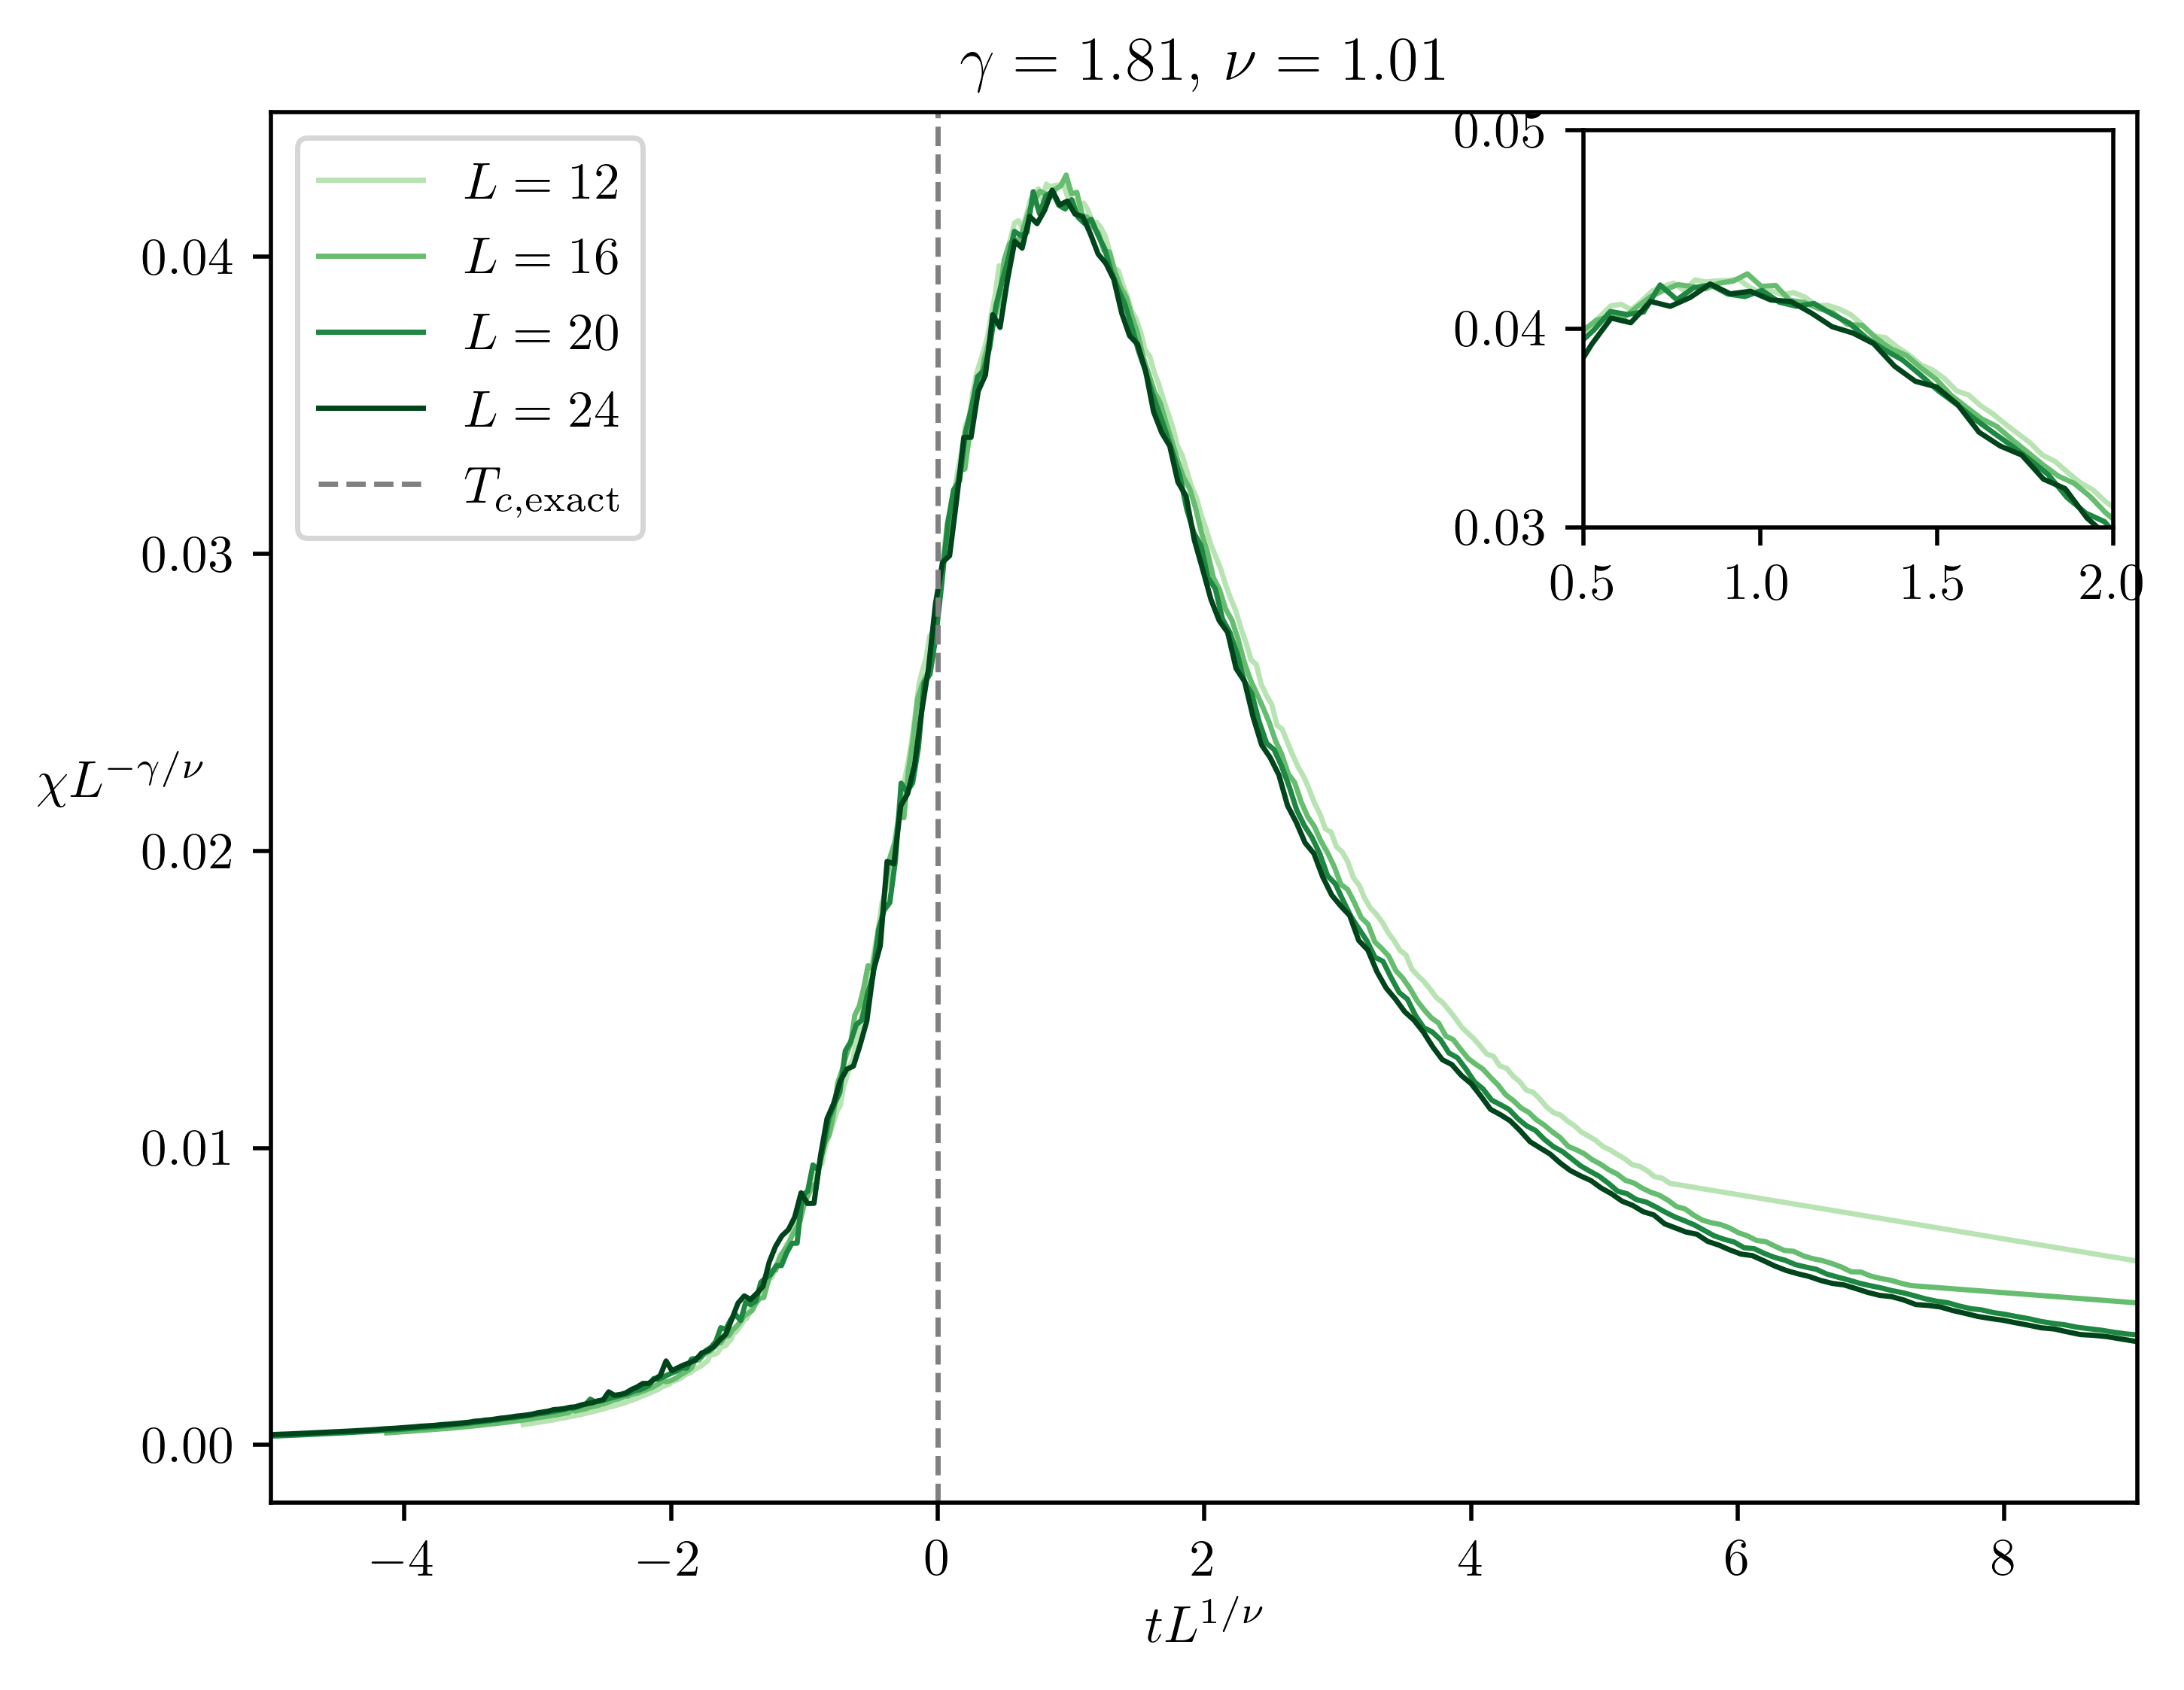 γ = 1.81, ν = 1.01
L = 12
L = 16
L = 20
L = 24
T_{c,exact}
0.05
0.04
0.03
0.5 1.0 1.5 2.0
χL^{−γ/ν}
0.04
0.03
0.02
0.01
0.00
−4 −2 0 2 4 6 8
tL^{1/ν}